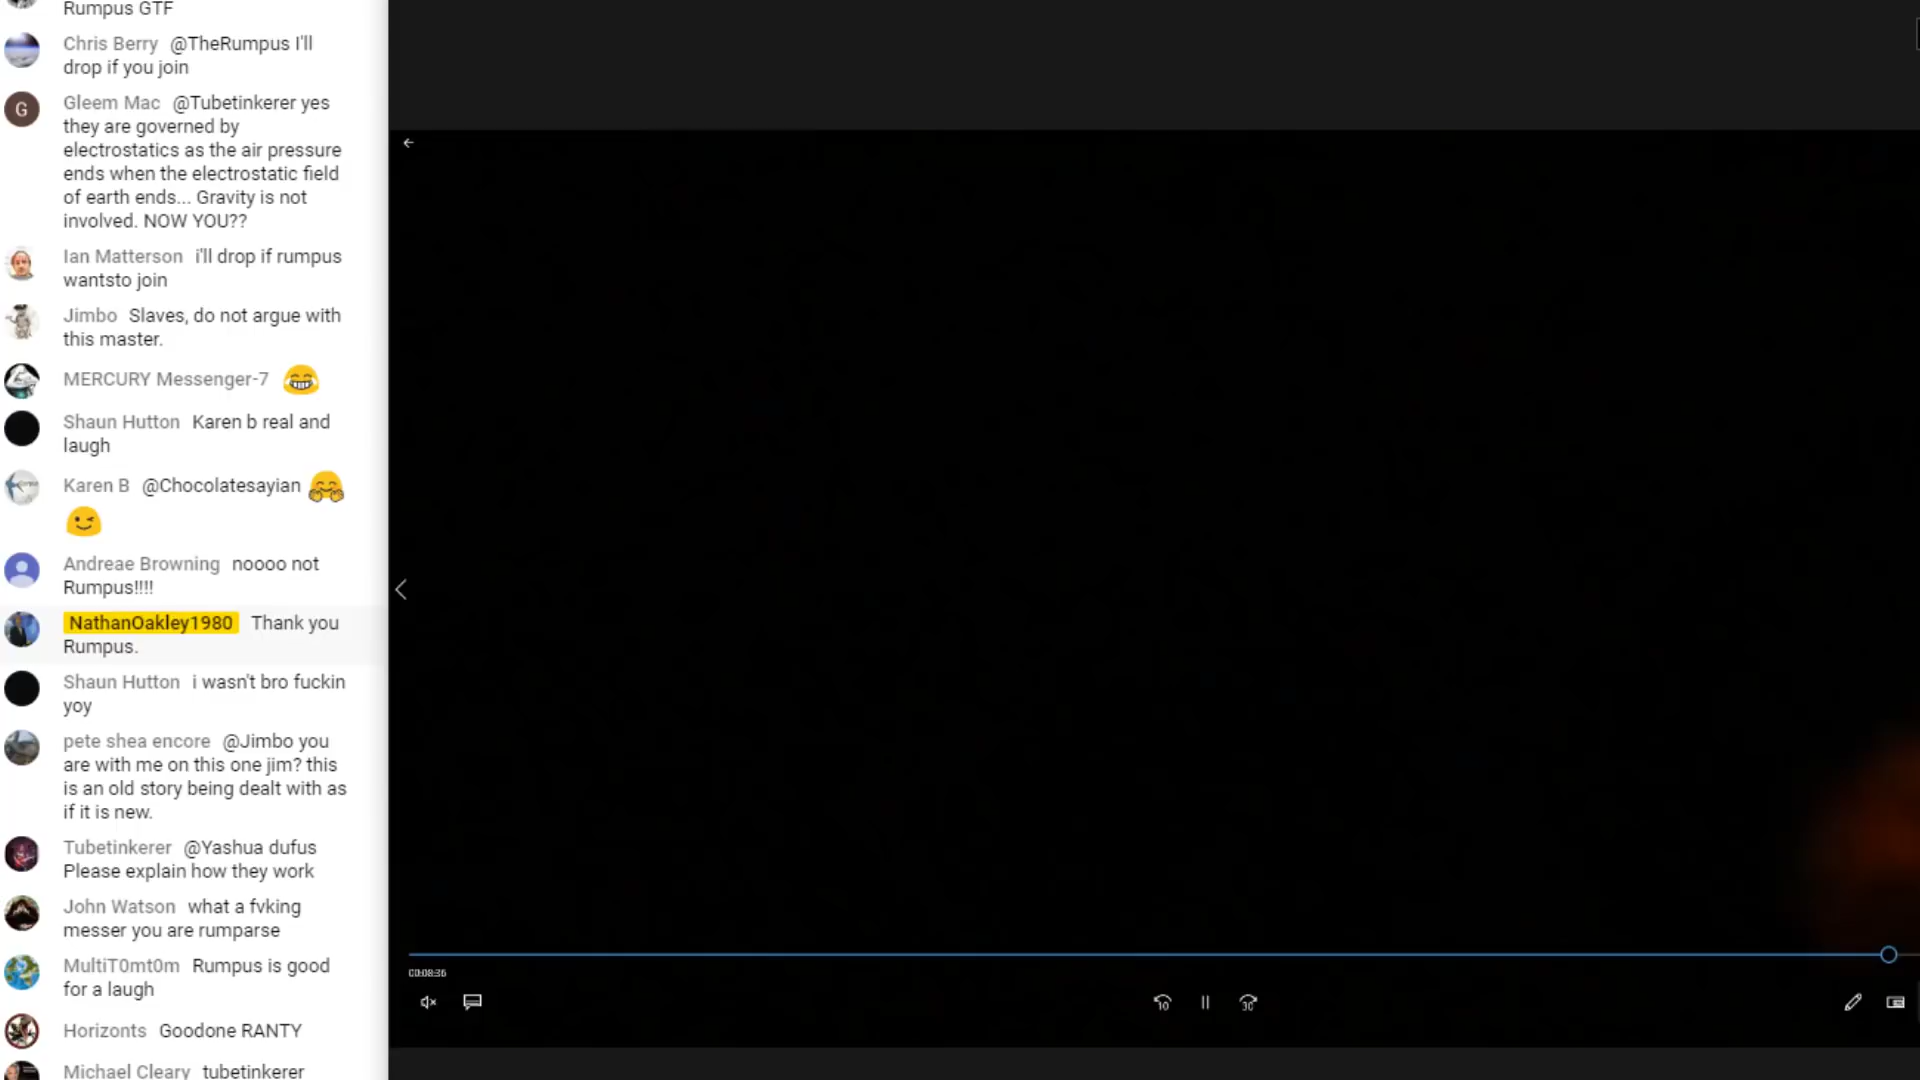 Rumpus GTF
Chris Berry @TheRumpus I'll
drop if you join
G
Gleem Mac @Tubetinkerer yes
they are governed by
electrostatics as the air pressure
ends when the electrostatic field
of earth ends... Gravity is not
involved. NOW YOU??
Ian Matterson i'll drop if rumpus
wantsto join
Jimbo Slaves, do not argue with
this master.
MERCURY Messenger-7 😂
Shaun Hutton Karen b real and
laugh
Karen B @Chocolatesayian 🤗
😉
Andreae Browning noooo not
Rumpus!!!!
NathanOakley1980 Thank you
Rumpus.
Shaun Hutton i wasn't bro fuckin
yoy
pete shea encore @Jimbo you
are with me on this one jim? this
is an old story being dealt with as
if it is new.
Tubetinkerer @Yashua dufus
Please explain how they work
John Watson what a fvking
messer you are rumparse
MultiT0mt0m Rumpus is good
for a laugh
Horizonts Goodone RANTY
Michael Cleary tubetinkerer
00:08:36
10
30